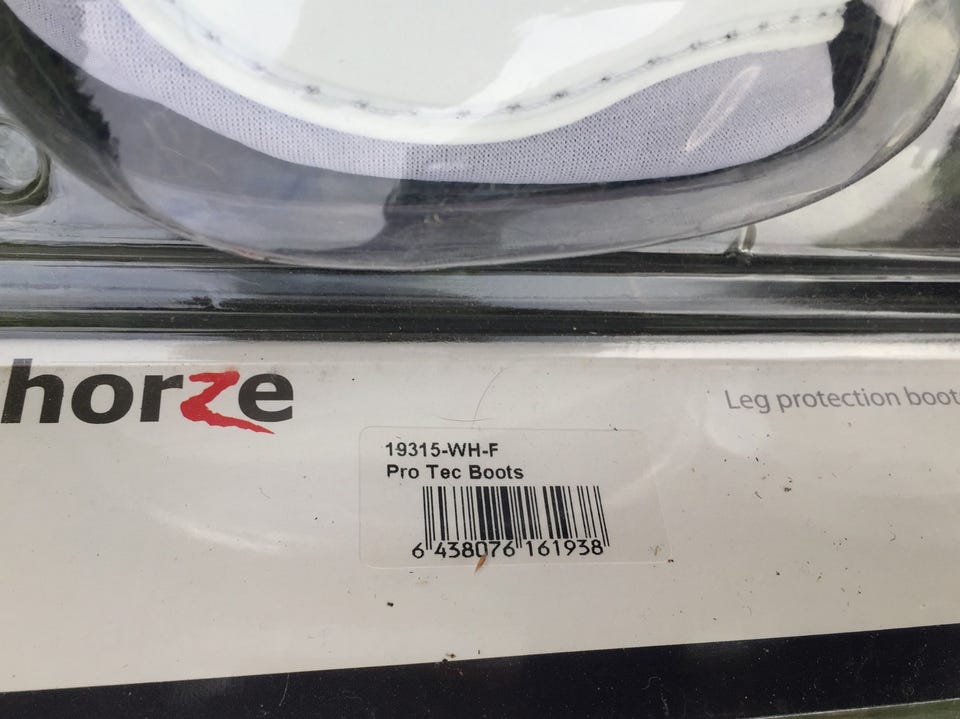 horze
Leg protection boot
19315-WH-F
Pro Tec Boots
6 438076 161938